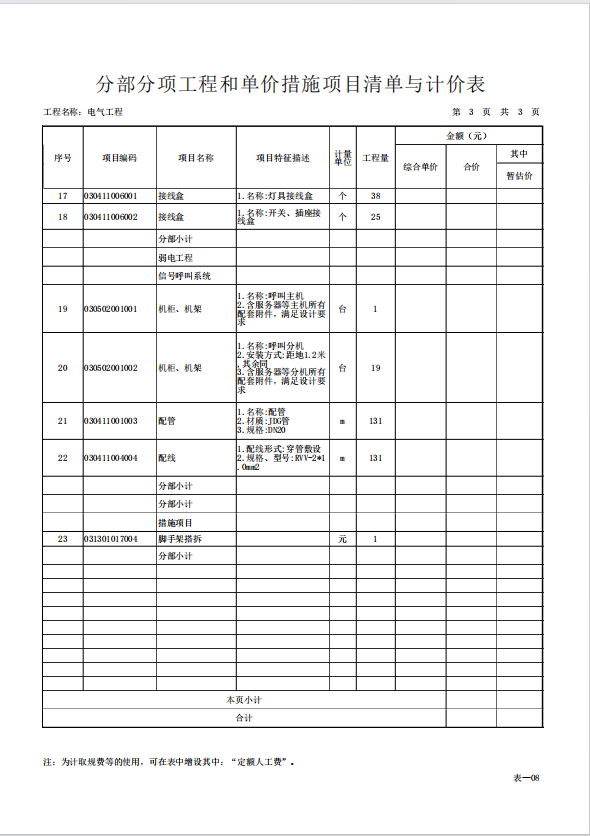 分部分项工程和单价措施项目清单与计价表
工程名称：电气工程 第 3 页 共 3 页
序号 项目编码 项目名称 项目特征描述 计量单位 工程量 金额（元）
综合单价 合价 其中
暂估价
17 030411006001 接线盒 1.名称:灯具接线盒 个 38
18 030411006002 接线盒 1.名称:开关、插座接
线盒 个 25
分部小计
弱电工程
信号呼叫系统
19 030502001001 机柜、机架 1.名称:呼叫主机
2.含服务器等主机所有
配套附件，满足设计要
求 台 1
20 030502001002 机柜、机架 1.名称:呼叫分机
2.安装方式:距地1.2米
,其余同
3.含服务器等分机所有
配套附件，满足设计要
求 台 19
21 030411001003 配管 1.名称:配管
2.材质:JDG管
3.规格:DN20 m 131
22 030411004004 配线 1.配线形式:穿管敷设
2.规格、型号:RVV-2*1
.0mm2 m 131
分部小计
分部小计
措施项目
23 031301017004 脚手架搭拆 元 1
分部小计
本页小计
合计
注：为计取规费等的使用，可在表中增设其中：“定额人工费”。
表—08